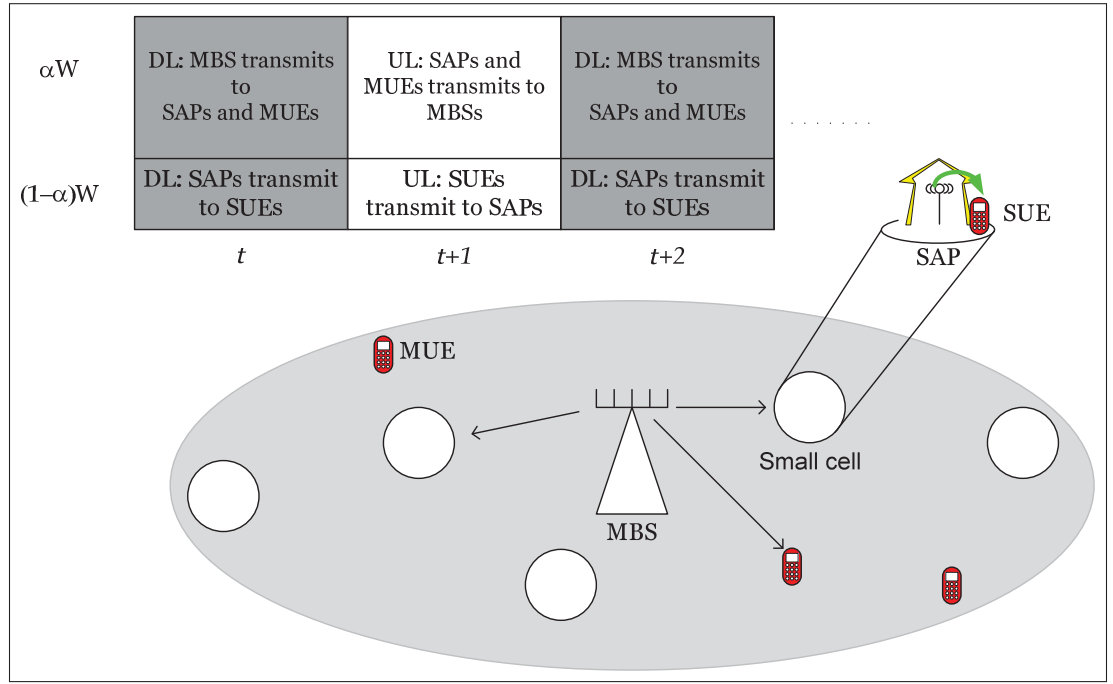 αW
DL: MBS transmits
to
SAPs and MUEs
UL: SAPs and
MUEs transmits to
MBSs
DL: MBS transmits
to
SAPs and MUEs
. . . . . . .
(1–α)W
DL: SAPs transmit
to SUEs
UL: SUEs
transmit to SAPs
DL: SAPs transmit
to SUEs
t
t+1
t+2
SUE
SAP
MUE
Small cell
MBS